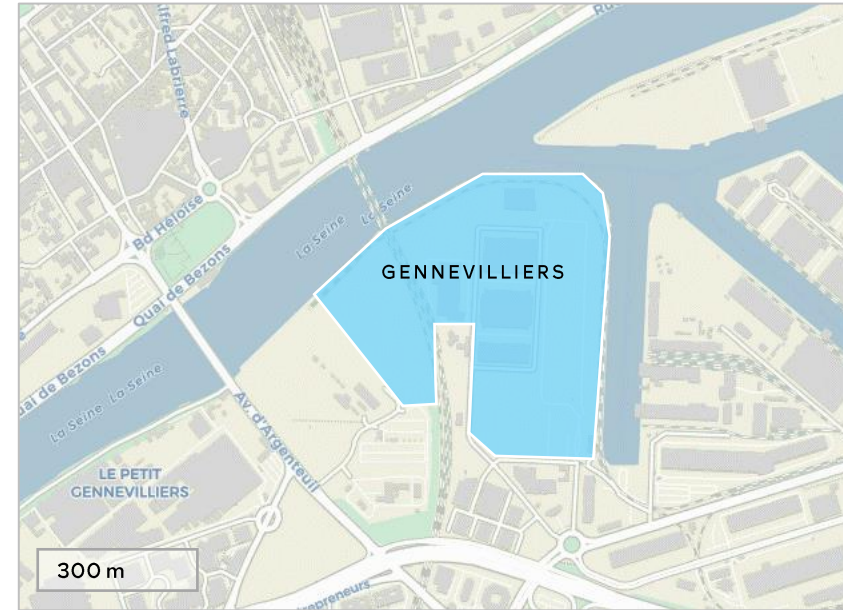 Alfred Labrierre
Bd Héloïse
Quai de Bezons
La Seine
La Seine
GENNEVILLIERS
Quai de Bezons
La Seine
La Seine
Av. d'Argenteuil
LE PETIT
GENNEVILLIERS
300 m